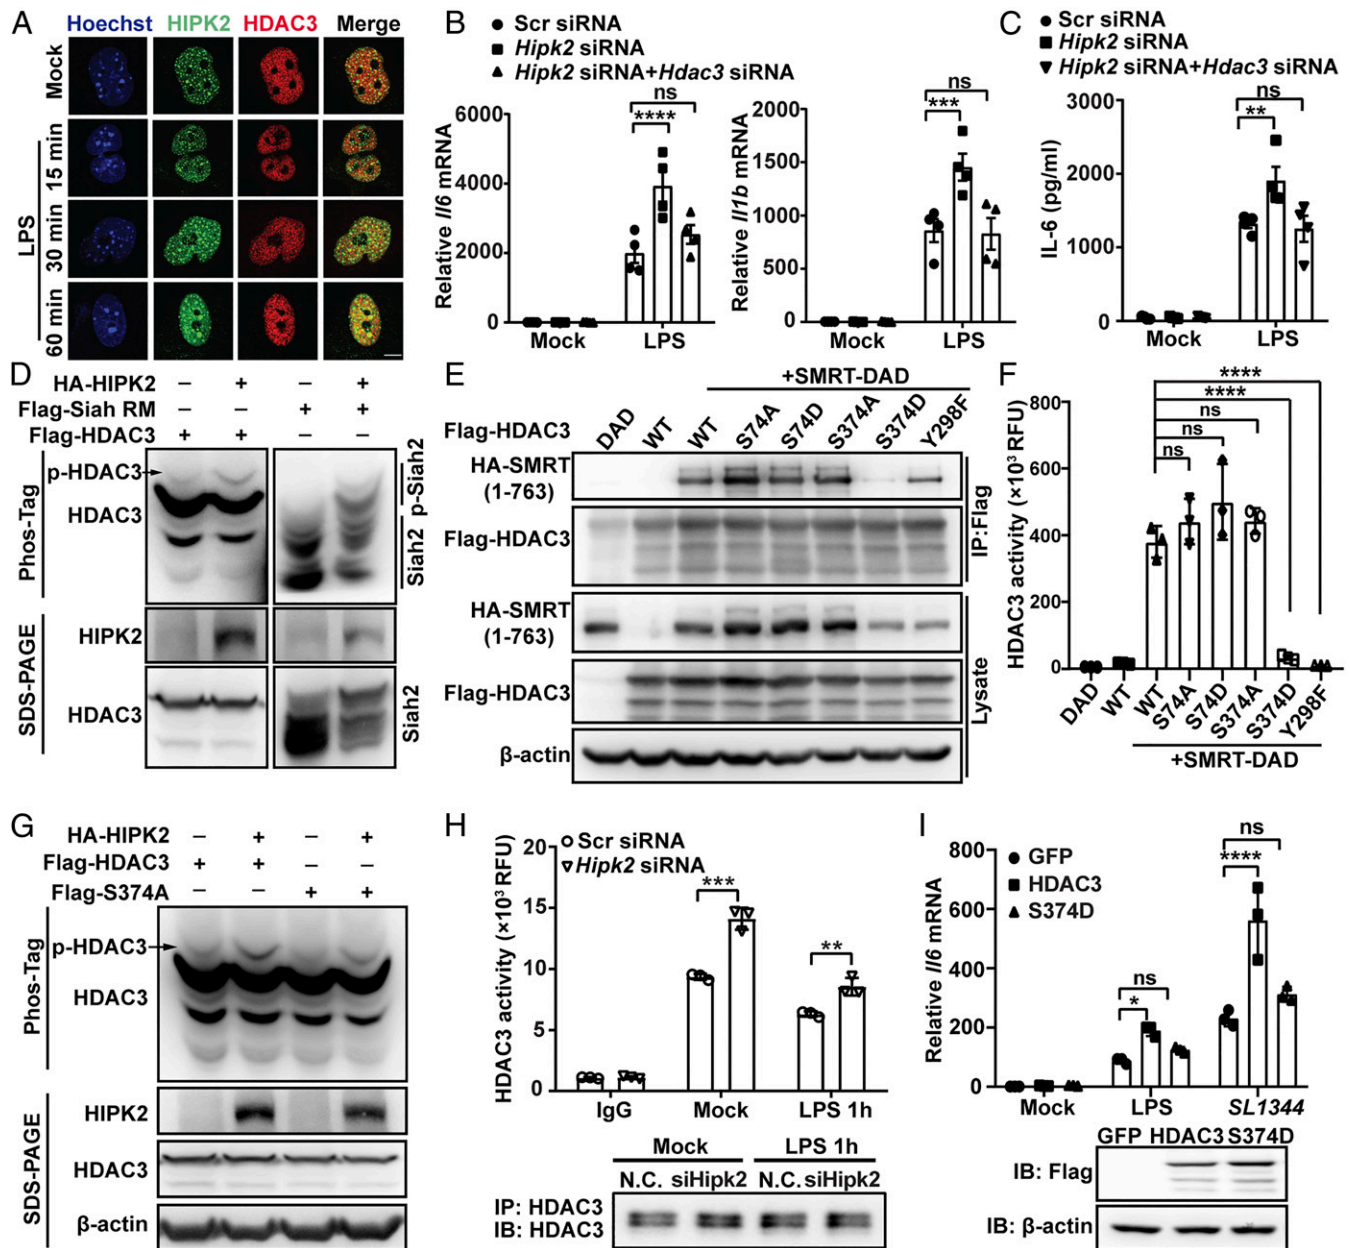 A
Hoechst HIPK2 HDAC3 Merge
Mock
LPS
15 min
30 min
60 min
B
Scr siRNA
Hipk2 siRNA
Hipk2 siRNA+Hdac3 siRNA
Relative Il6 mRNA
6000
4000
2000
0
ns
****
Mock LPS
Relative Il1b mRNA
2000
1500
1000
500
0
ns
***
Mock LPS
C
Scr siRNA
Hipk2 siRNA
Hipk2 siRNA+Hdac3 siRNA
IL-6 (pg/ml)
3000
2000
1000
0
ns
**
Mock LPS
D
HA-HIPK2 – + – +
Flag-Siah RM – – + +
Flag-HDAC3 + + – –
Phos-Tag
p-HDAC3
HDAC3
p-Siah2
Siah2
SDS-PAGE
HIPK2
HDAC3
Siah2
E
+SMRT-DAD
Flag-HDAC3 DAD WT WT S74A S74D S374A S374D Y298F
HA-SMRT
(1-763)
Flag-HDAC3
IP:Flag
HA-SMRT
(1-763)
Flag-HDAC3
β-actin
Lysate
F
HDAC3 activity (×10³ RFU)
800
600
400
200
0
****
****
ns
ns
ns
DAD WT WT S74A S74D S374A S374D Y298F
+SMRT-DAD
G
HA-HIPK2 – + – +
Flag-HDAC3 + + – –
Flag-S374A – – + +
Phos-Tag
p-HDAC3
HDAC3
SDS-PAGE
HIPK2
HDAC3
β-actin
H
Scr siRNA
Hipk2 siRNA
HDAC3 activity (×10³ RFU)
20
15
10
5
0
***
**
IgG Mock LPS 1h
Mock LPS 1h
N.C. siHipk2 N.C. siHipk2
IP: HDAC3
IB: HDAC3
I
GFP
HDAC3
S374D
Relative Il6 mRNA
800
600
400
200
0
ns
*
ns
****
Mock LPS SL1344
GFP HDAC3 S374D
IB: Flag
IB: β-actin